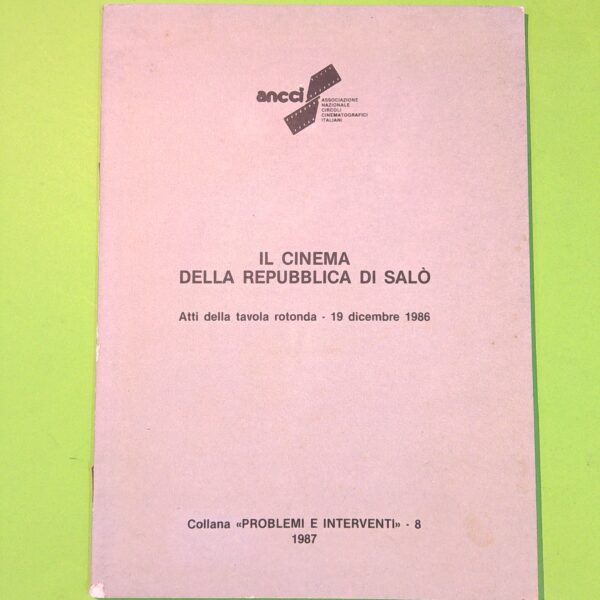 ancci
ASSOCIAZIONE
NAZIONALE
CIRCOLI
CINEMATOGRAFICI
ITALIANI
IL CINEMA
DELLA REPUBBLICA DI SALÒ
Atti della tavola rotonda - 19 dicembre 1986
Collana «PROBLEMI E INTERVENTI» - 8
1987